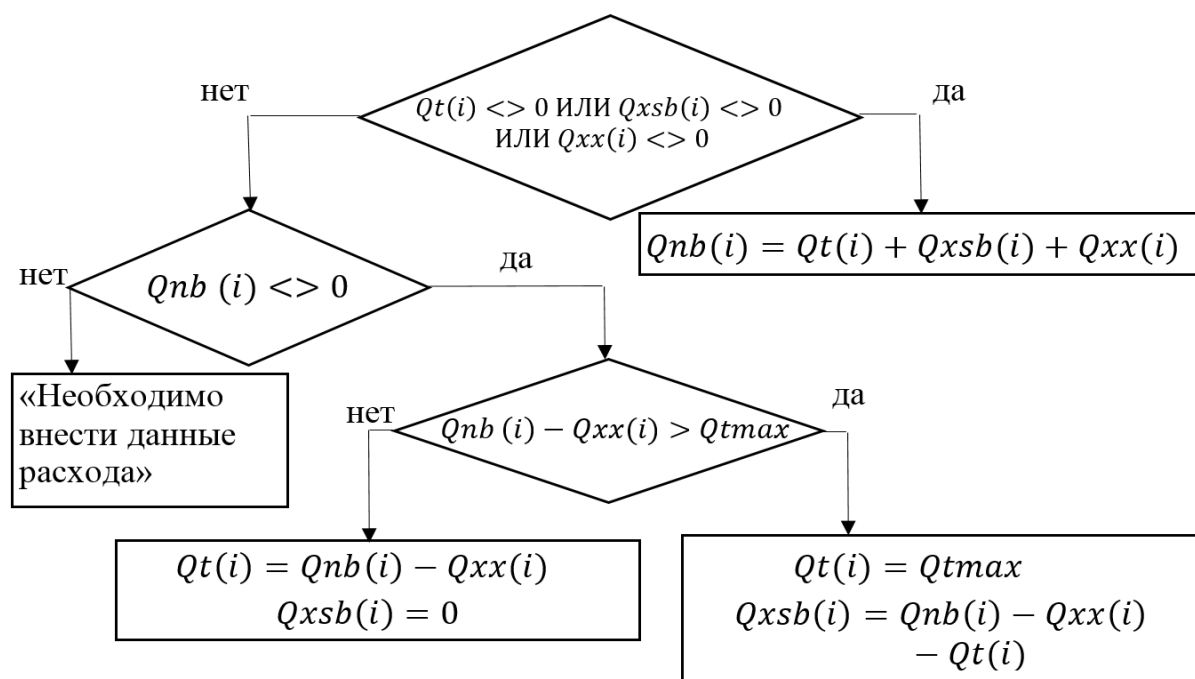 нет
да
Qt(i) <> 0 ИЛИ Qxsb(i) <> 0
ИЛИ Qxx(i) <> 0
Qnb(i) = Qt(i) + Qxsb(i) + Qxx(i)
нет
да
Qnb (i) <> 0
«Необходимо
внести данные
расхода»
нет
да
Qnb (i) − Qxx(i) > Qtmax
Qt(i) = Qnb(i) − Qxx(i)
Qxsb(i) = 0
Qt(i) = Qtmax
Qxsb(i) = Qnb(i) − Qxx(i)
− Qt(i)